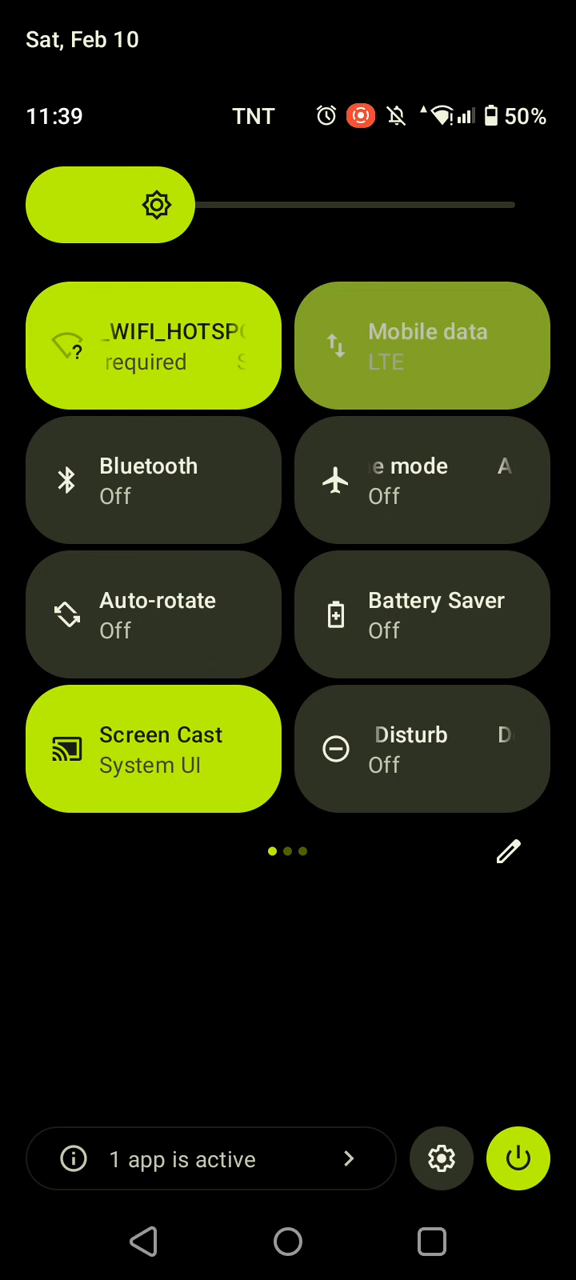 Sat, Feb 10
11:39 TNT 50%
_WIFI_HOTSP
required
Mobile data
LTE
Bluetooth
Off
e mode A
Off
Auto-rotate
Off
Battery Saver
Off
Screen Cast
System UI
Disturb D
Off
1 app is active